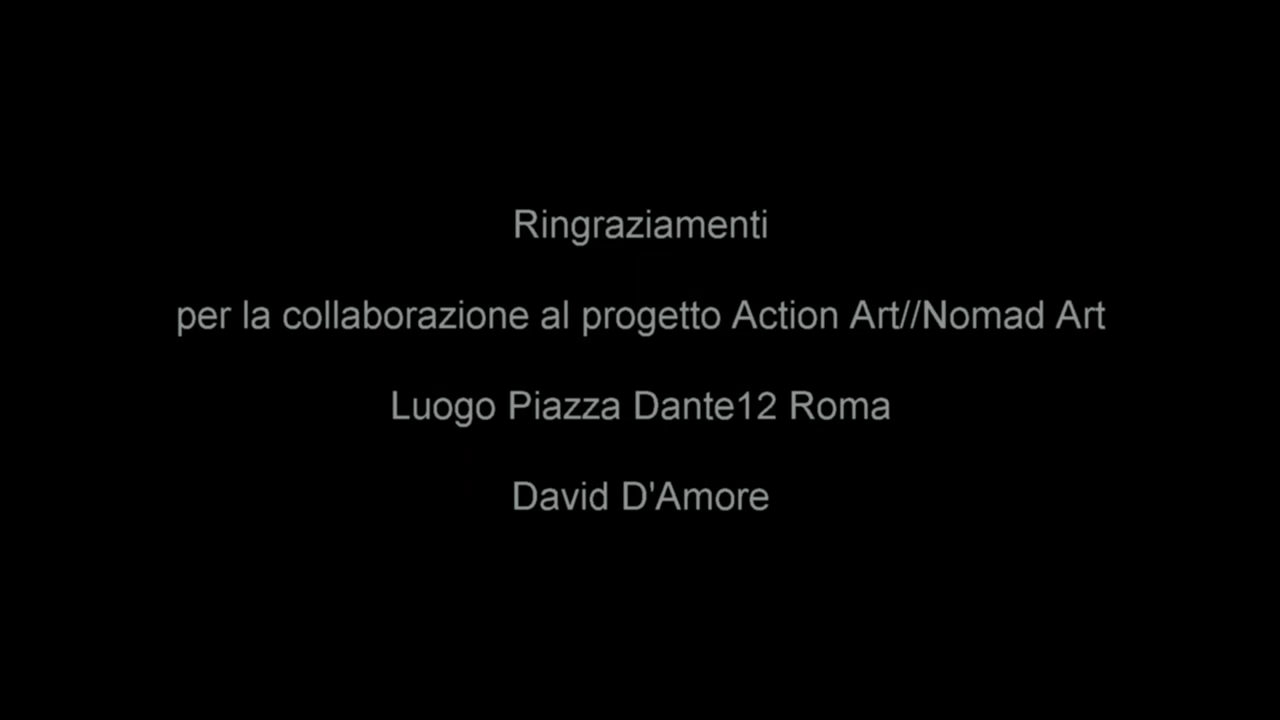 Ringraziamenti
per la collaborazione al progetto Action Art//Nomad Art
Luogo Piazza Dante12 Roma
David D'Amore